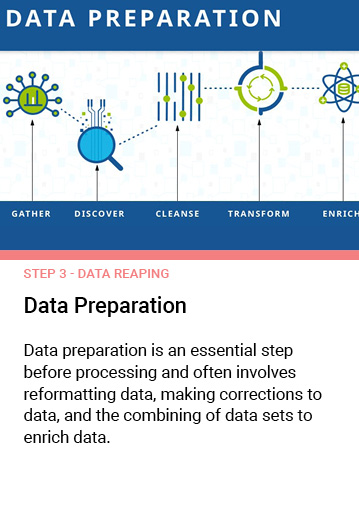 DATA PREPARATION
GATHER DISCOVER CLEANSE TRANSFORM ENRICH
STEP 3 - DATA REAPING
Data Preparation
Data preparation is an essential step
before processing and often involves
reformatting data, making corrections to
data, and the combining of data sets to
enrich data.